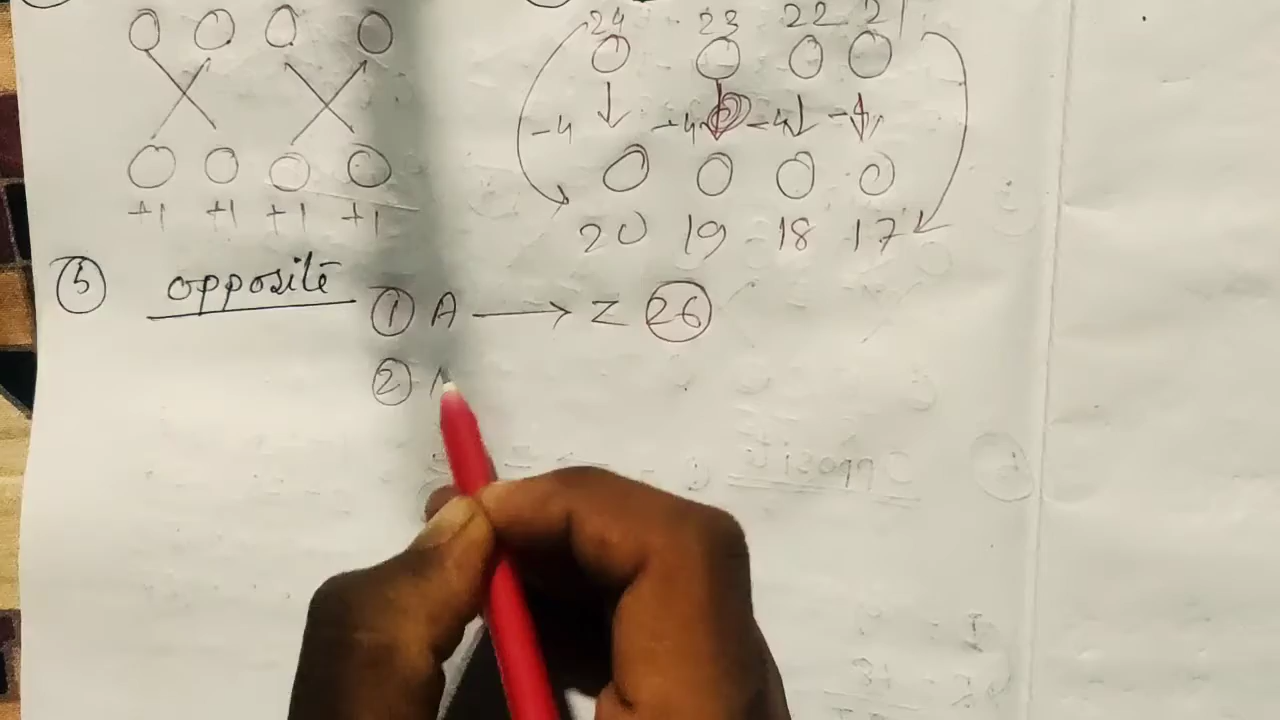 24 23 22 21
-4 -4 -4 -4
+1 +1 +1 +1
20 19 18 17
5 opposite
1 A → Z 26
2